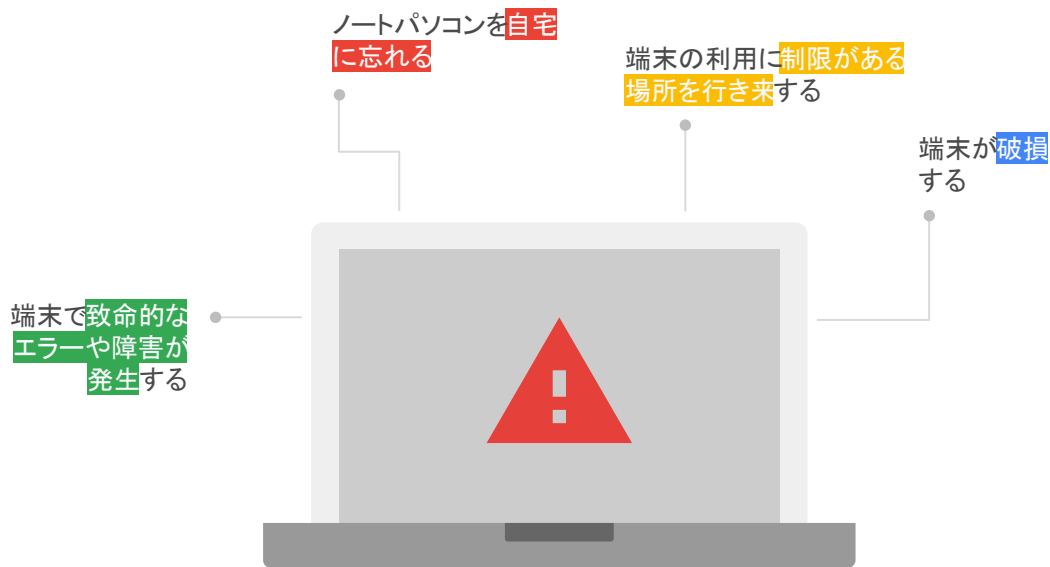 ノートパソコンを自宅
に忘れる
端末の利用に制限がある
場所を行き来する
端末が破損
する
端末で致命的な
エラーや障害が
発生する